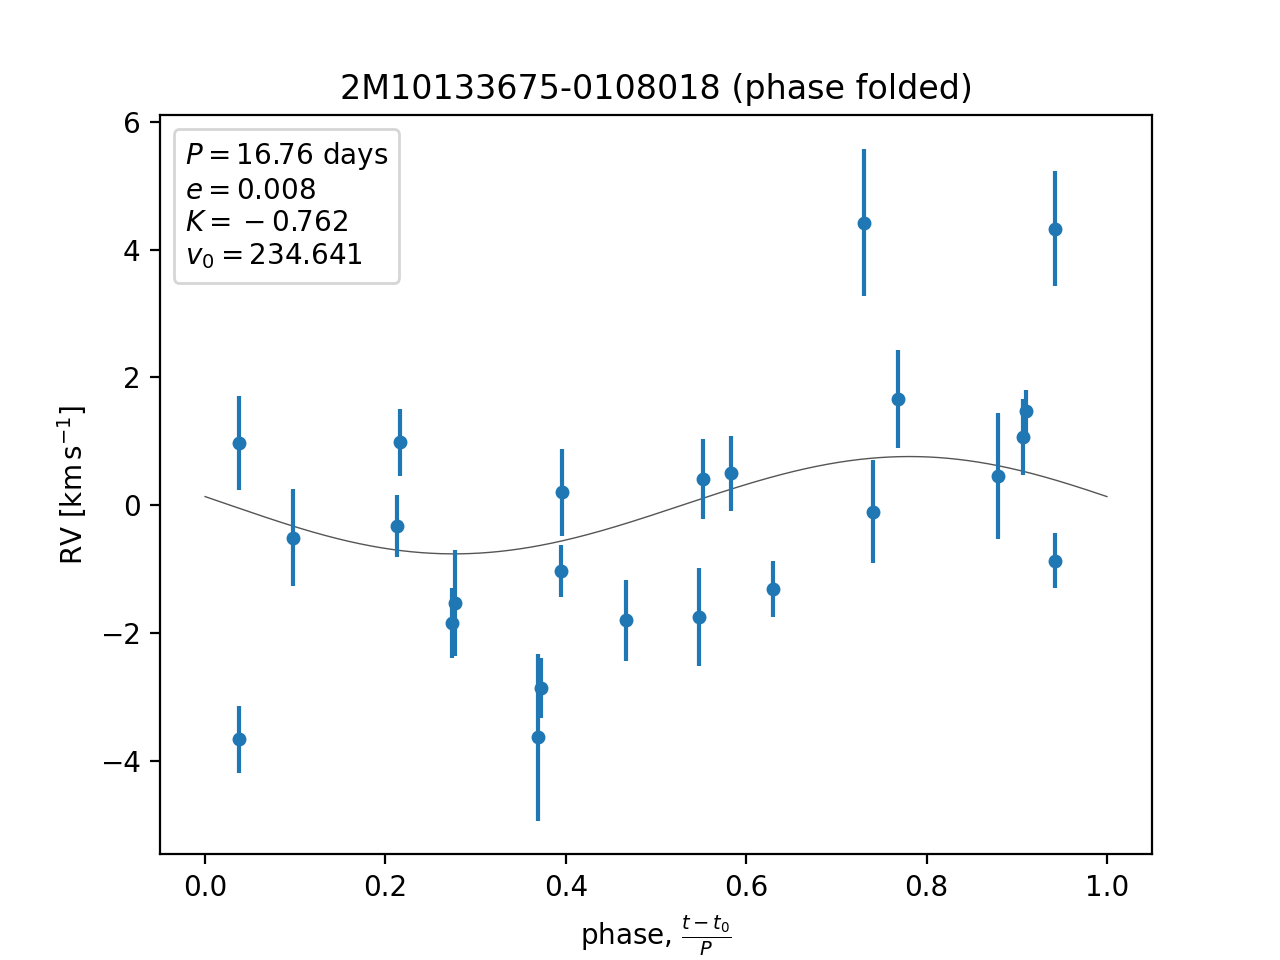 2M10133675-0108018 (phase folded)
P = 16.76 days
e = 0.008
K = −0.762
v₀ = 234.641
6
4
2
0
−2
−4
RV [km s⁻¹]
0.0 0.2 0.4 0.6 0.8 1.0
phase, (t − t₀)/P